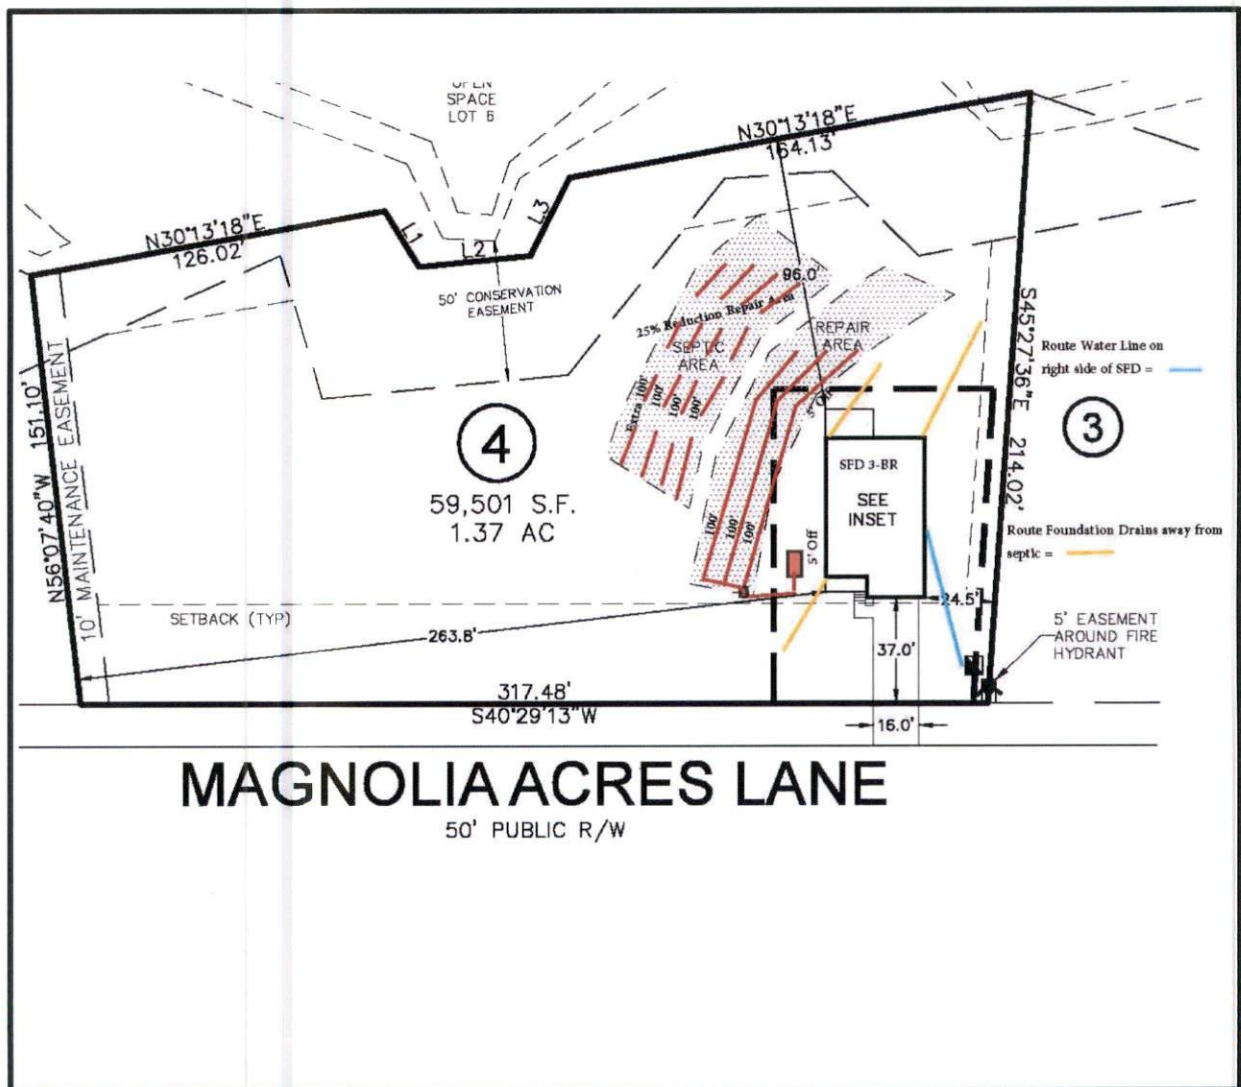 OPEN
SPACE
LOT 6
N30°13'18"E
164.13'
N30°13'18"E
126.02'
L1
L2
L3
50' CONSERVATION
EASEMENT
96.0'
25% Reduction Repair Area
REPAIR
AREA
SEPTIC
AREA
Extra 100'
100'
100'
100'
5' Off
S45°27'36"E 214.02'
Route Water Line on
right side of SFD =
3
N56°07'40"W 151.10'
10' MAINTENANCE EASEMENT
4
59,501 S.F.
1.37 AC
SFD 3-BR
SEE
INSET
100'
100'
100'
5' Off
Route Foundation Drains away from
septic =
SETBACK (TYP)
263.8'
24.5'
37.0'
5' EASEMENT
AROUND FIRE
HYDRANT
317.48'
S40°29'13"W
16.0'
MAGNOLIA ACRES LANE
50' PUBLIC R/W